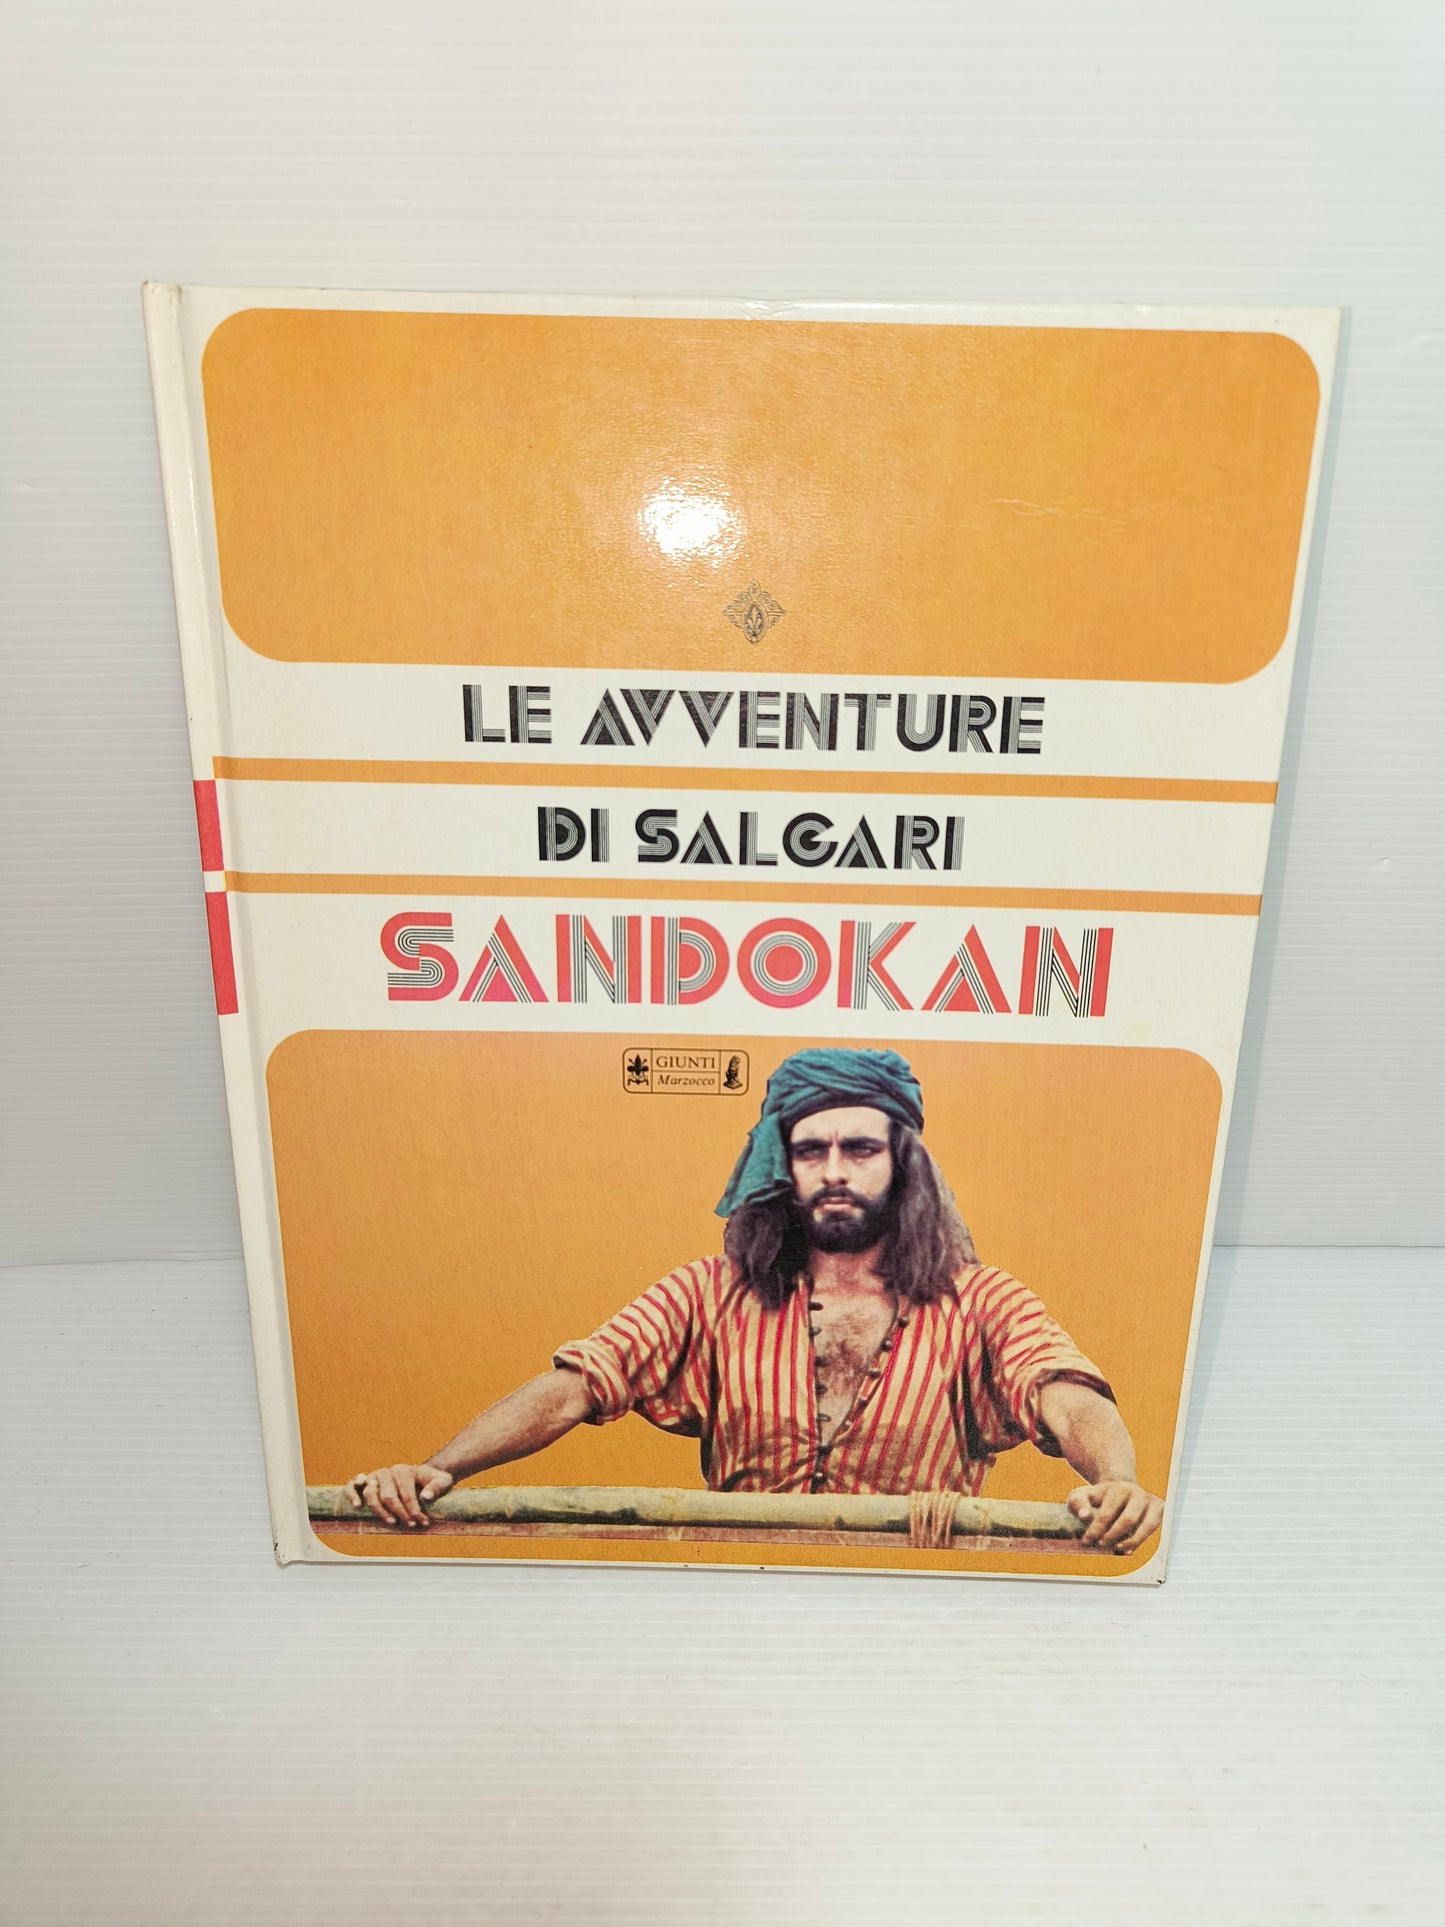 LE AVVENTURE
DI SALGARI
SANDOKAN
GIUNTI
Marzocco